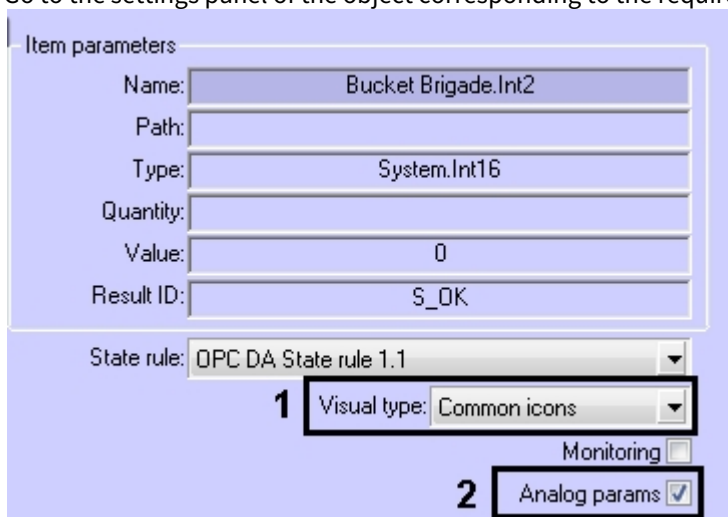 Go to the settings panel of the object corresponding to the requir
Item parameters
Name: Bucket Brigade.Int2
Path:
Type: System.Int16
Quantity:
Value: 0
Result ID: S_OK
State rule: OPC DA State rule 1.1
1 Visual type: Common icons
Monitoring
2 Analog params